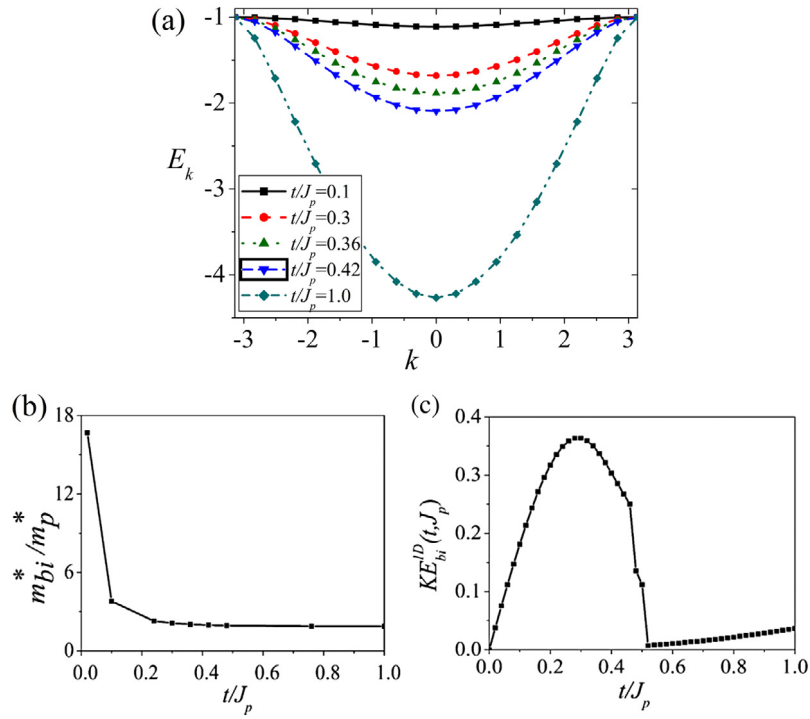 (a)
-1
-2
-3
-4
E_k
t/J_p=0.1
t/J_p=0.3
t/J_p=0.36
t/J_p=0.42
t/J_p=1.0
-3 -2 -1 0 1 2 3
k
(b)
18
15
12
9
6
3
0
m*_bi/m*_p
0.0 0.2 0.4 0.6 0.8 1.0
t/J_p
(c)
0.4
0.3
0.2
0.1
0.0
KE^1D_bi(t,J_p)
0.0 0.2 0.4 0.6 0.8 1.0
t/J_p